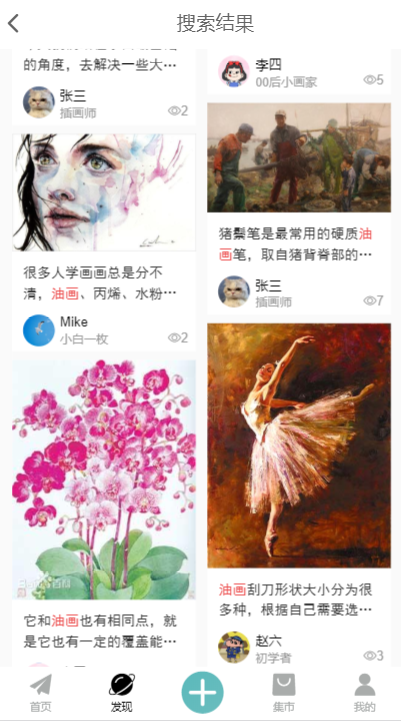 搜索结果
的角度，去解决一些大…
张三
插画师
2
很多人学画画总是分不
清，油画、丙烯、水粉…
Mike
小白一枚
2
它和油画也有相同点，就
是它也有一定的覆盖能…
李四
00后小画家
5
猪鬃笔是最常用的硬质油
画笔，取自猪背脊部的…
张三
插画师
7
油画刮刀形状大小分为很
多种，根据自己需要选…
赵六
初学者
3
首页
发现
集市
我的